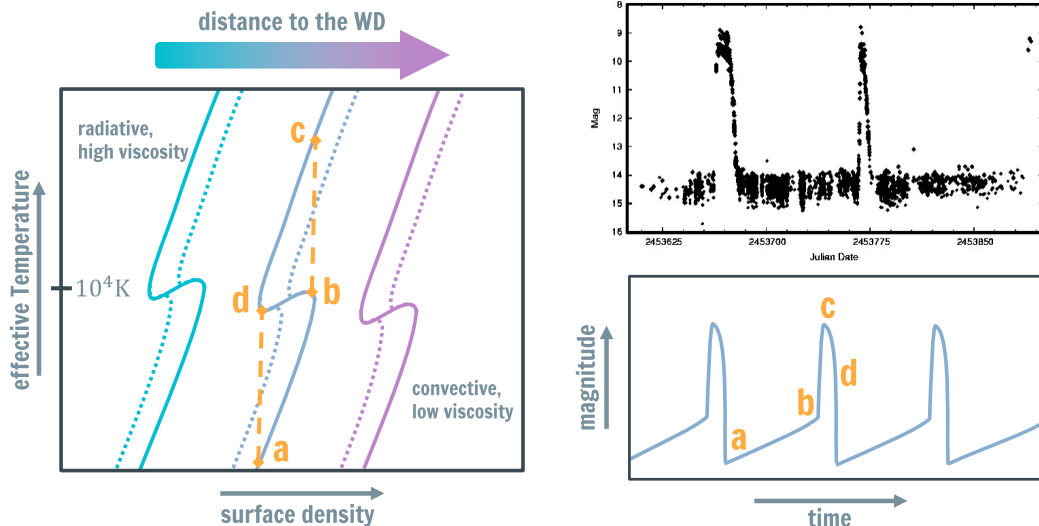 distance to the WD
radiative,
high viscosity
c
effective Temperature
10⁴K
d
b
convective,
low viscosity
a
surface density
8
9
10
11
12
13
14
15
16
Mag
2453625
2453700
2453775
2453850
Julian Date
magnitude
c
d
b
a
time